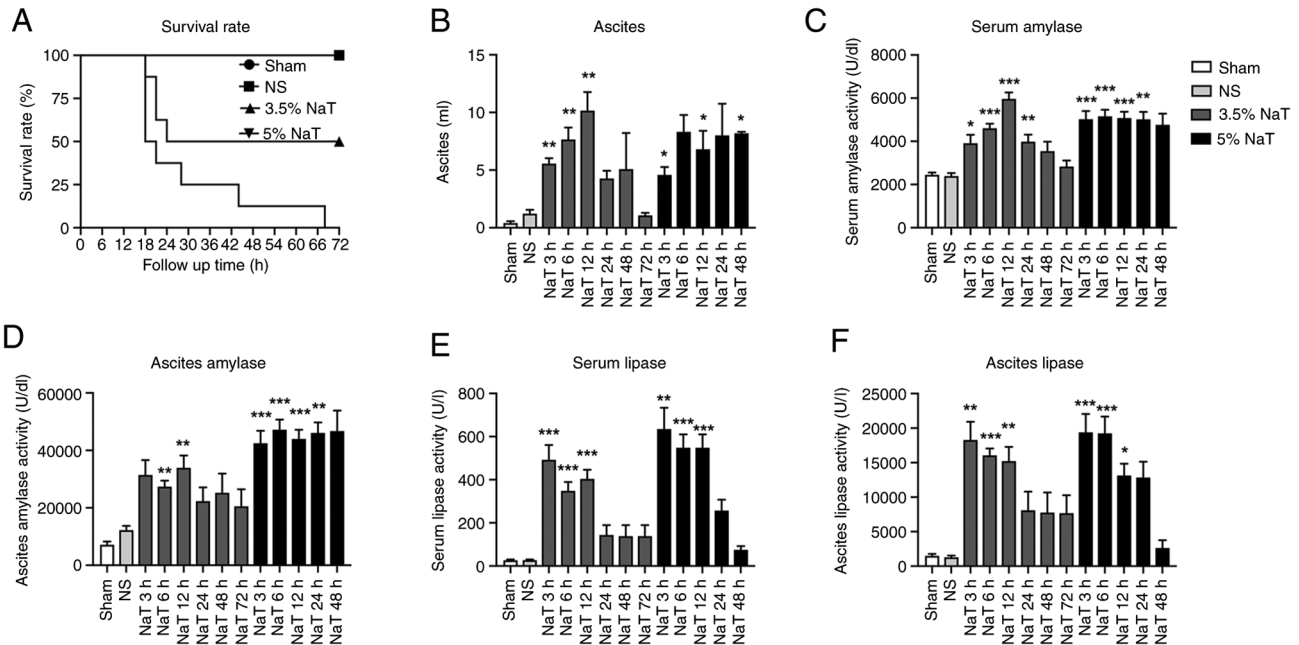 A
Survival rate
Survival rate (%)
100
75
50
25
0
0 6 12 18 24 30 36 42 48 54 60 66 72
Follow up time (h)
Sham
NS
3.5% NaT
5% NaT
B
Ascites
Ascites (ml)
15
10
5
0
** ** ** * * *
Sham
NS
NaT 3 h
NaT 6 h
NaT 12 h
NaT 24 h
NaT 48 h
NaT 72 h
NaT 3 h
NaT 6 h
NaT 12 h
NaT 24 h
NaT 48 h
C
Serum amylase
Serum amylase activity (U/dl)
8000
6000
4000
2000
0
* *** *** ** *** *** *** **
Sham
NS
NaT 3 h
NaT 6 h
NaT 12 h
NaT 24 h
NaT 48 h
NaT 72 h
NaT 3 h
NaT 6 h
NaT 12 h
NaT 24 h
NaT 48 h
Sham
NS
3.5% NaT
5% NaT
D
Ascites amylase
Ascites amylase activity (U/dl)
60000
40000
20000
0
** ** *** *** *** **
Sham
NS
NaT 3 h
NaT 6 h
NaT 12 h
NaT 24 h
NaT 48 h
NaT 72 h
NaT 3 h
NaT 6 h
NaT 12 h
NaT 24 h
NaT 48 h
E
Serum lipase
Serum lipase activity (U/l)
800
600
400
200
0
*** *** *** ** *** ***
Sham
NS
NaT 3 h
NaT 6 h
NaT 12 h
NaT 24 h
NaT 48 h
NaT 72 h
NaT 3 h
NaT 6 h
NaT 12 h
NaT 24 h
NaT 48 h
F
Ascites lipase
Ascites lipase activity (U/l)
25000
20000
15000
10000
5000
0
** *** ** *** *** *
Sham
NS
NaT 3 h
NaT 6 h
NaT 12 h
NaT 24 h
NaT 48 h
NaT 72 h
NaT 3 h
NaT 6 h
NaT 12 h
NaT 24 h
NaT 48 h